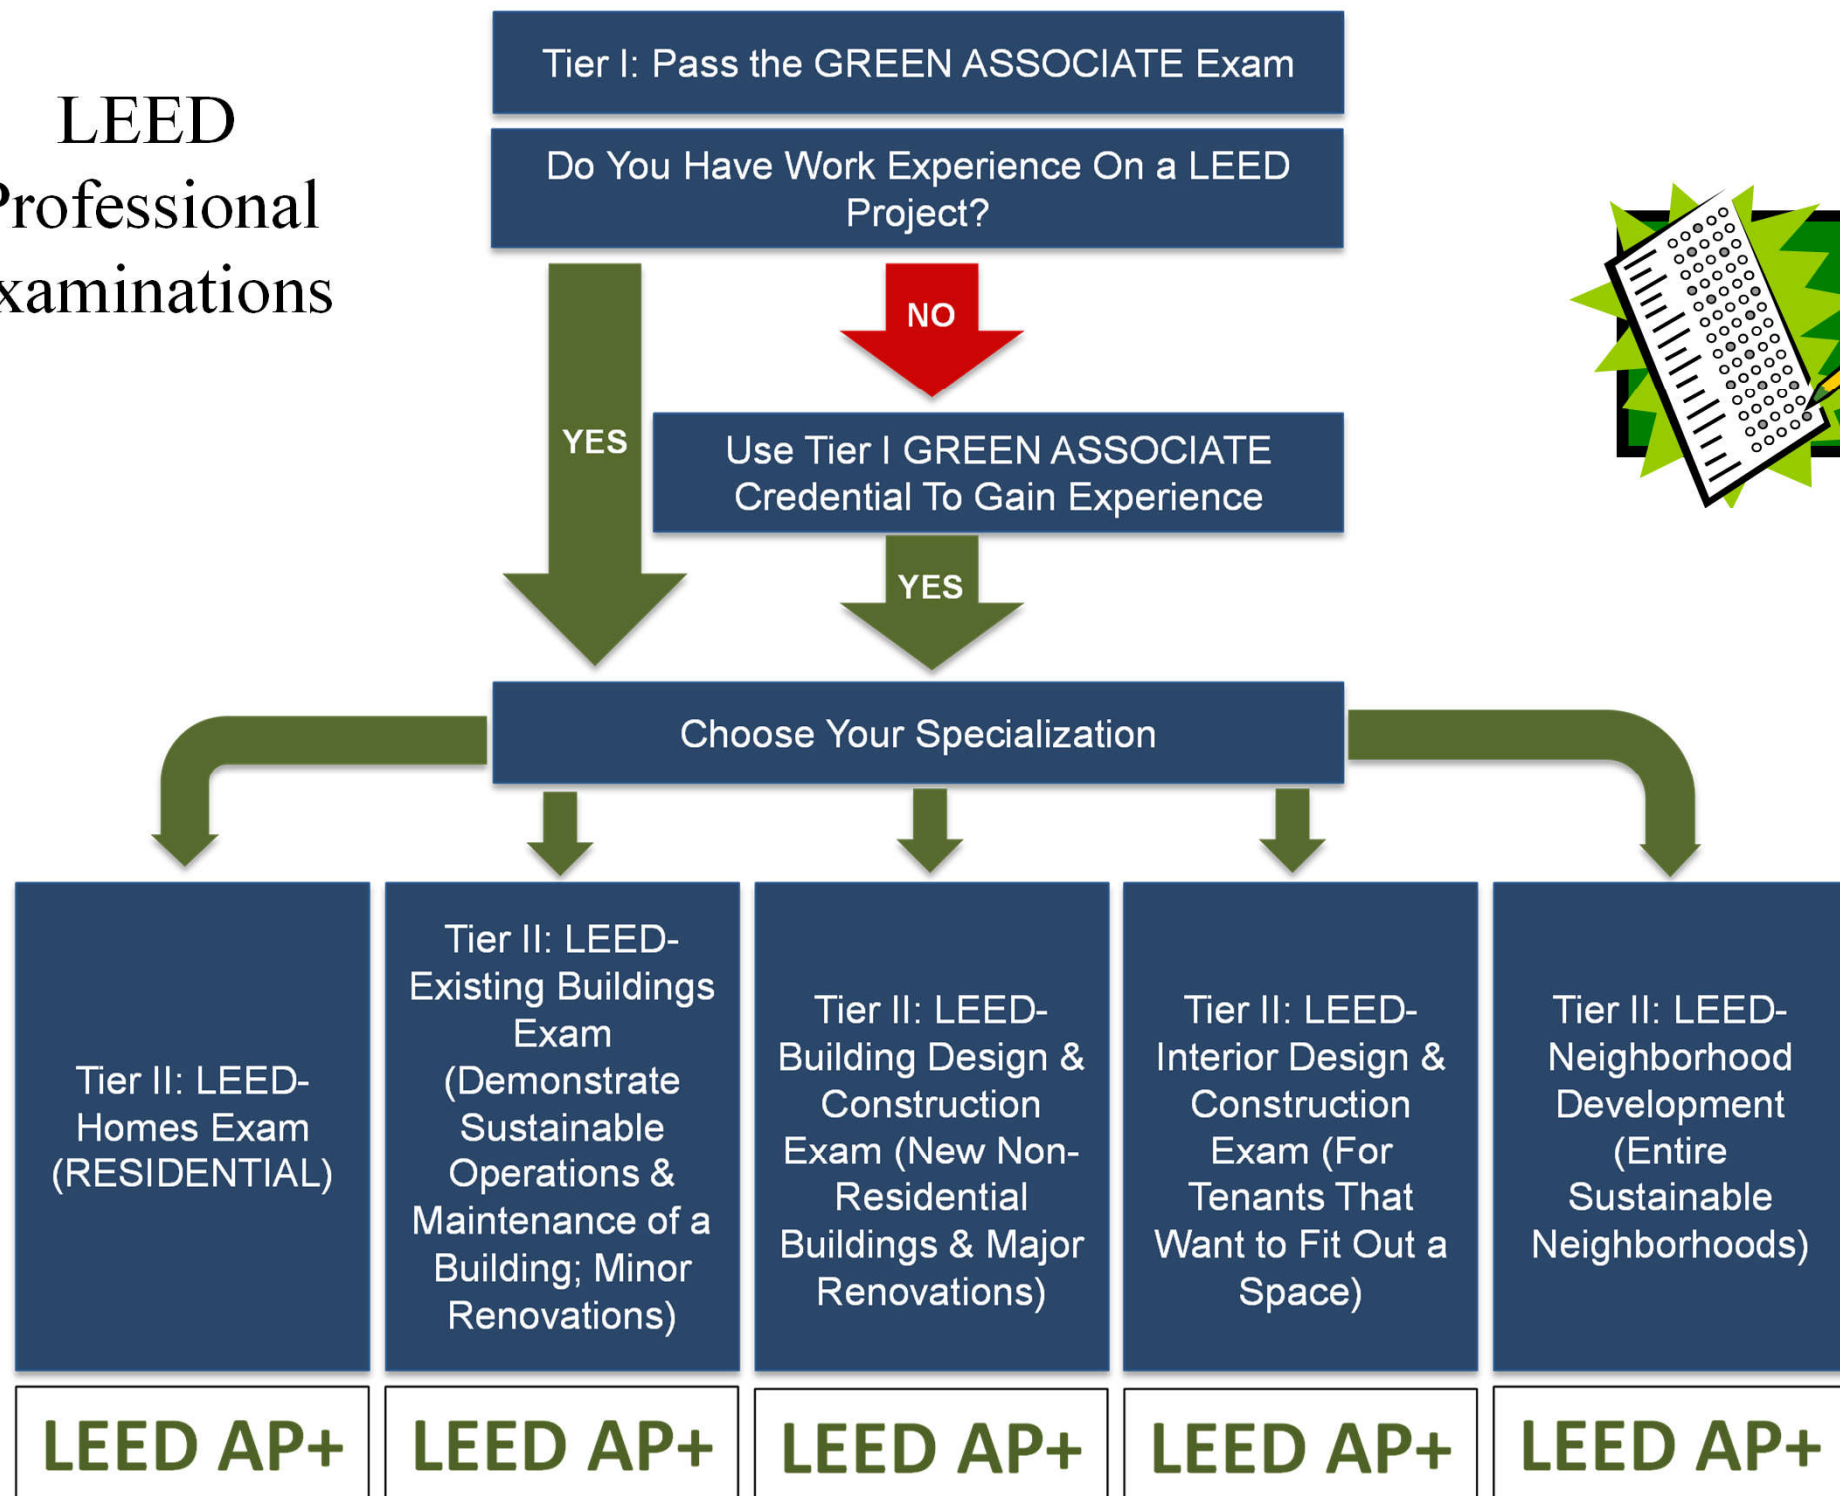 LEED
Professional
xaminations
Tier I: Pass the GREEN ASSOCIATE Exam
Do You Have Work Experience On a LEED
Project?
NO
YES
Use Tier I GREEN ASSOCIATE
Credential To Gain Experience
YES
Choose Your Specialization
Tier II: LEED-
Homes Exam
(RESIDENTIAL)
Tier II: LEED-
Existing Buildings
Exam
(Demonstrate
Sustainable
Operations &
Maintenance of a
Building; Minor
Renovations)
Tier II: LEED-
Building Design &
Construction
Exam (New Non-
Residential
Buildings & Major
Renovations)
Tier II: LEED-
Interior Design &
Construction
Exam (For
Tenants That
Want to Fit Out a
Space)
Tier II: LEED-
Neighborhood
Development
(Entire
Sustainable
Neighborhoods)
LEED AP+
LEED AP+
LEED AP+
LEED AP+
LEED AP+